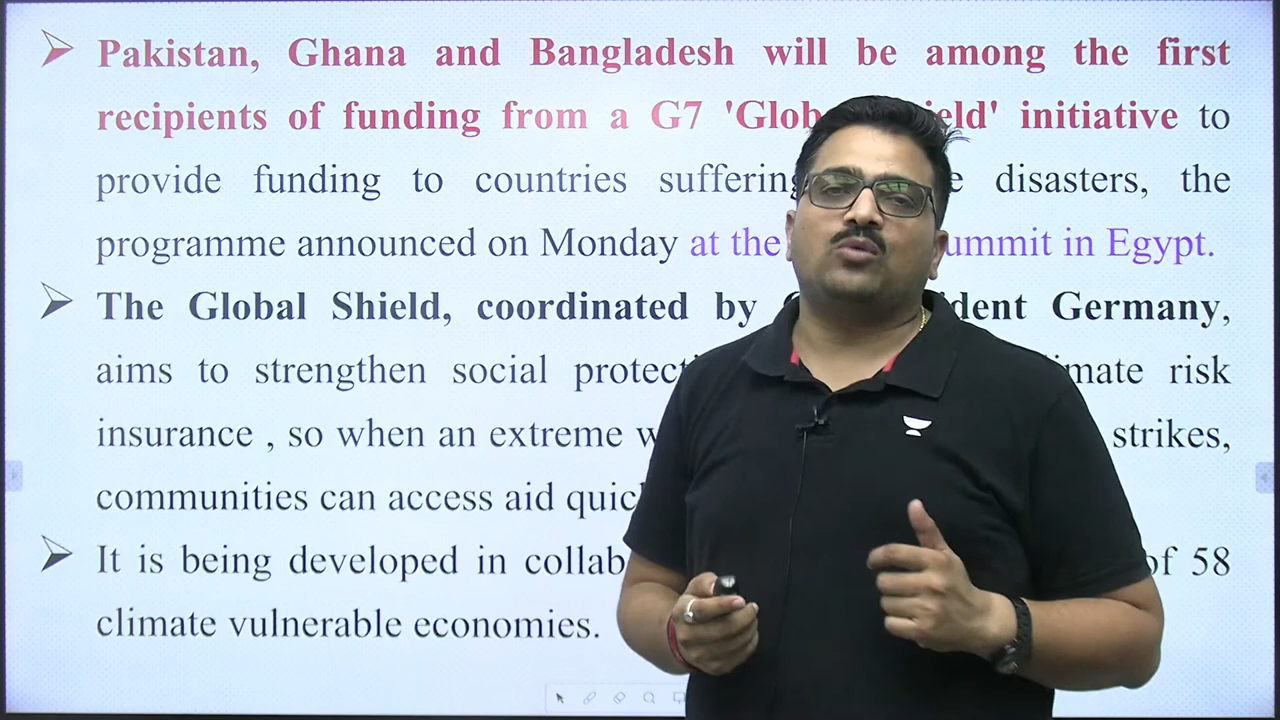 Pakistan, Ghana and Bangladesh will be among the first
recipients of funding from a G7 'Glob ield' initiative to
provide funding to countries suffering e disasters, the
programme announced on Monday at the ummit in Egypt.
The Global Shield, coordinated by dent Germany,
aims to strengthen social protect mate risk
insurance , so when an extreme w strikes,
communities can access aid quic
It is being developed in collab of 58
climate vulnerable economies.